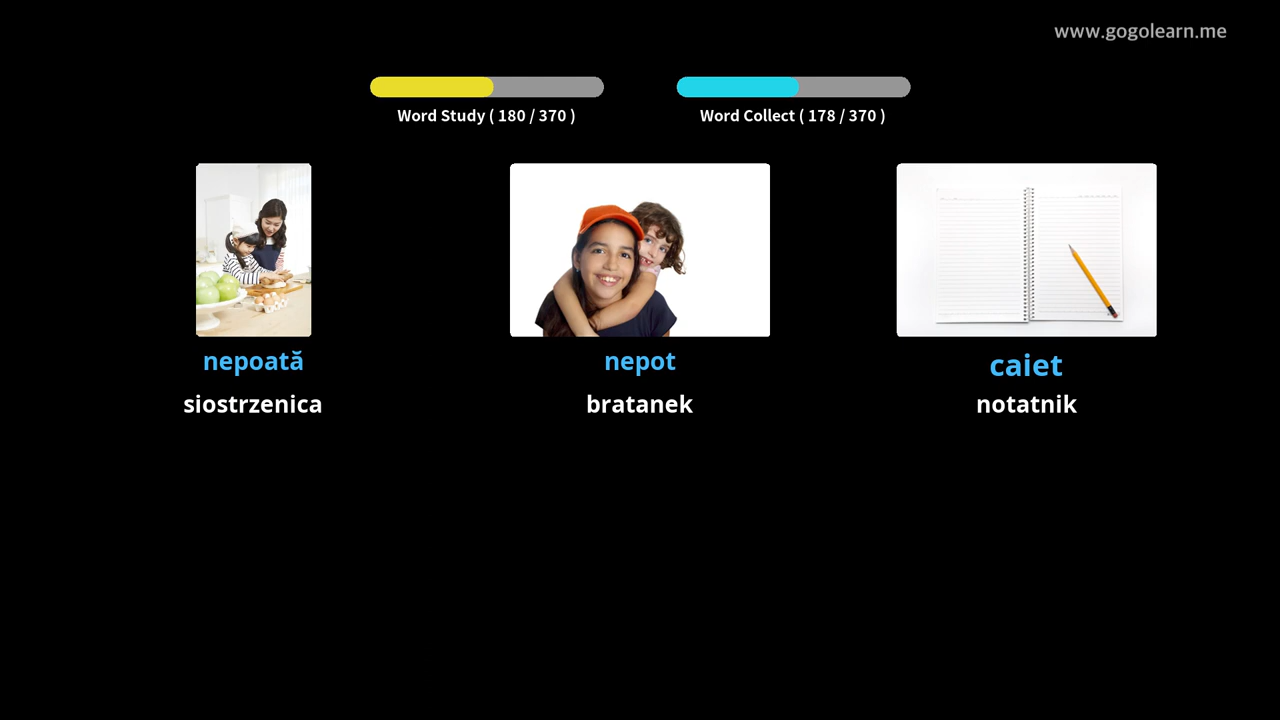 www.gogolearn.me
Word Study ( 180 / 370 )
Word Collect ( 178 / 370 )
nepoată
nepot
caiet
siostrzenica
bratanek
notatnik